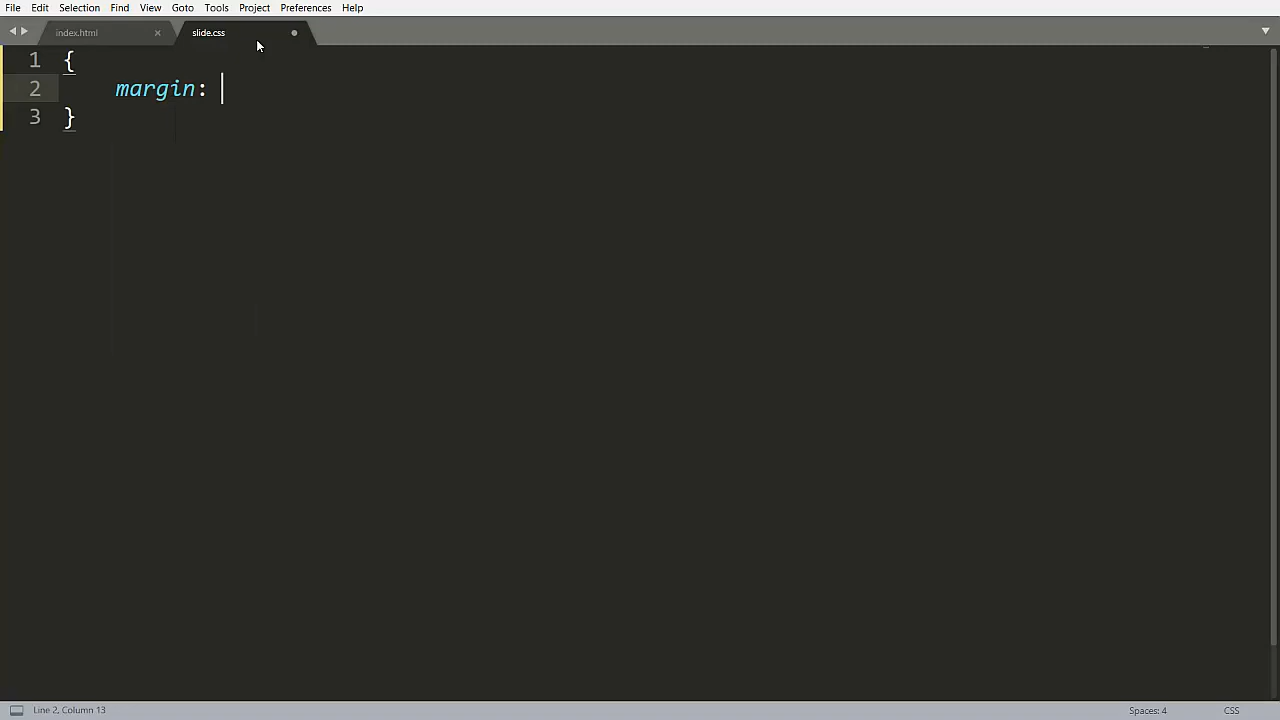 File Edit Selection Find View Goto Tools Project Preferences Help
index.html × slide.css
1 {
2 margin:
3 }
Line 2, Column 13 Spaces: 4 CSS